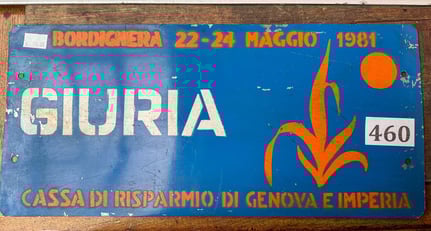 BORDIGHERA 22-24 MAGGIO 1981
GIURIA
460
CASSA DI RISPARMIO DI GENOVA E IMPERIA